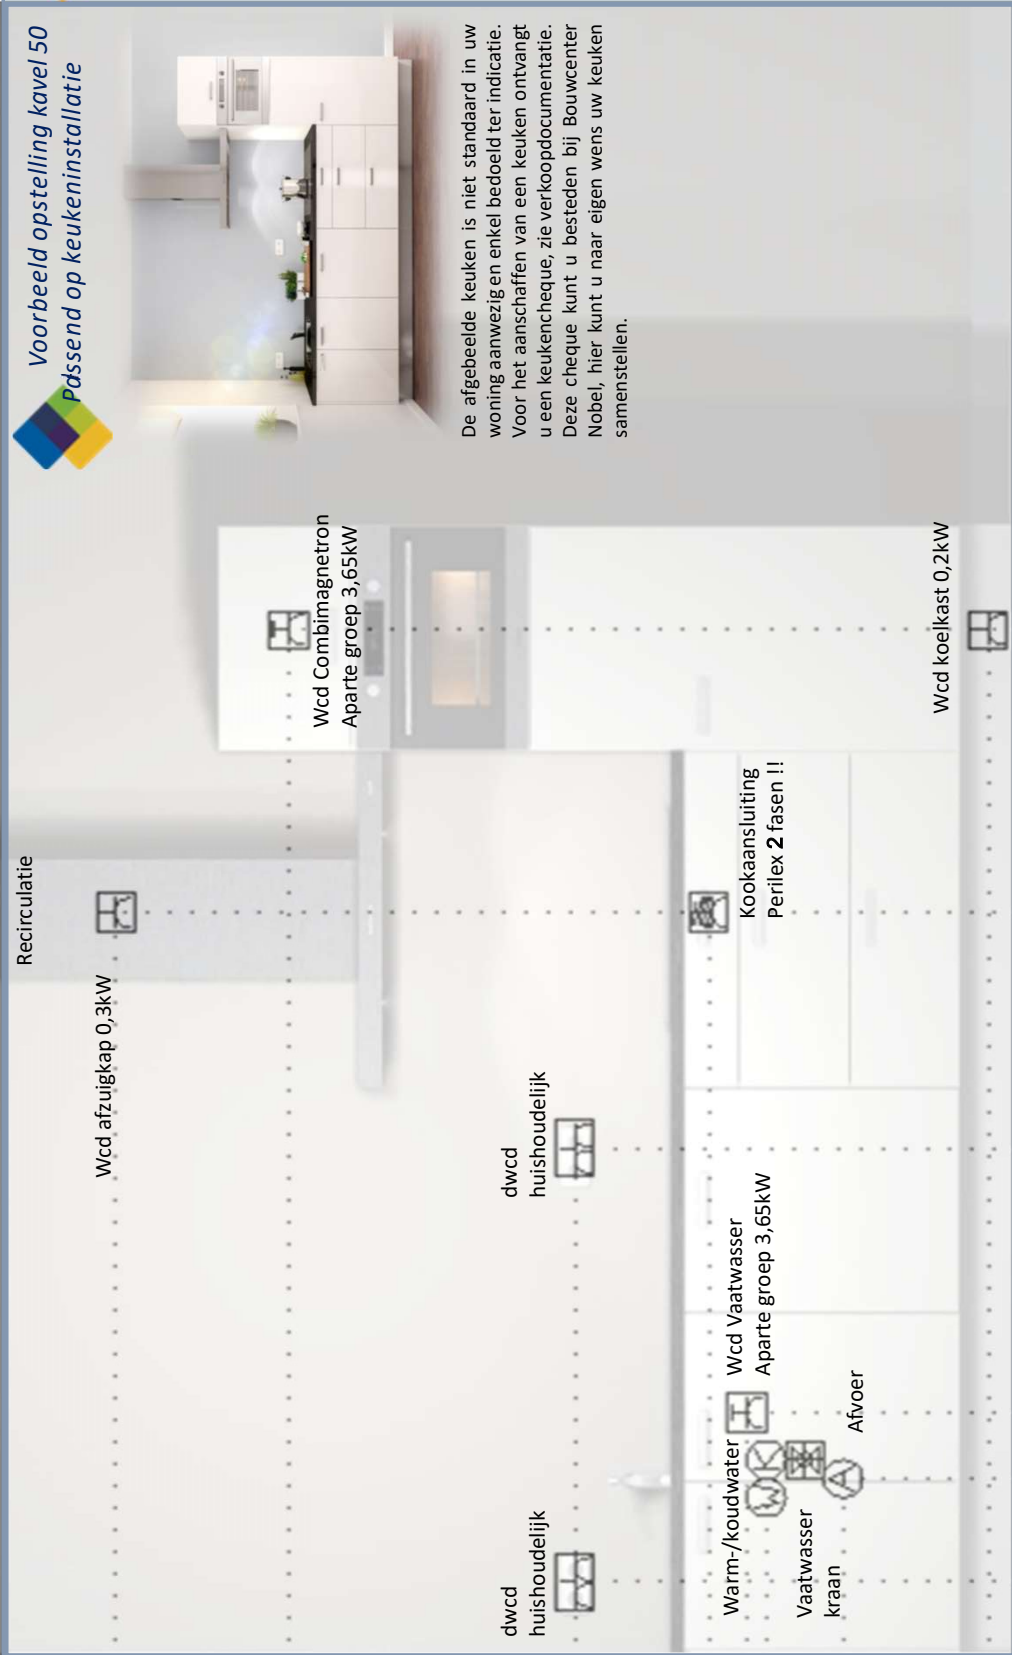 Voorbeeld opstelling kavel 50
Passend op keukeninstallatie
De afgebeelde keuken is niet standaard in uw
woning aanwezig en enkel bedoeld ter indicatie.
Voor het aanschaffen van een keuken ontvangt
u een keukencheque, zie verkoopdocumentatie.
Deze cheque kunt u besteden bij Bouwcenter
Nobel, hier kunt u naar eigen wens uw keuken
samenstellen.
Recirculatie
Wcd afzuigkap 0,3kW
Wcd Combimagnetron
Aparte groep 3,65kW
dwcd
huishoudelijk
dwcd
huishoudelijk
Kookaansluiting
Perilex 2 fasen !!
Wcd Vaatwasser
Aparte groep 3,65kW
Warm-/koudwater
W
K
Vaatwasser
kraan
A
Afvoer
Wcd koelkast 0,2kW